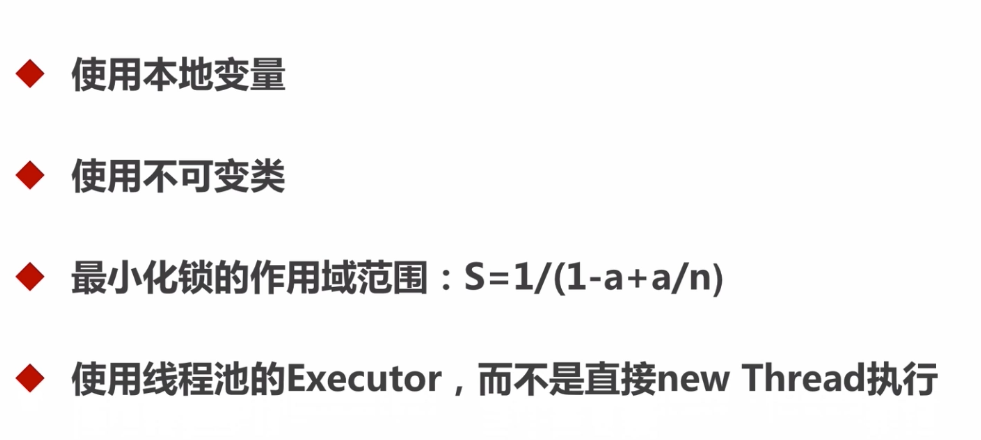 使用本地变量
使用不可变类
最小化锁的作用域范围：S=1/(1-a+a/n)
使用线程池的Executor，而不是直接new Thread执行